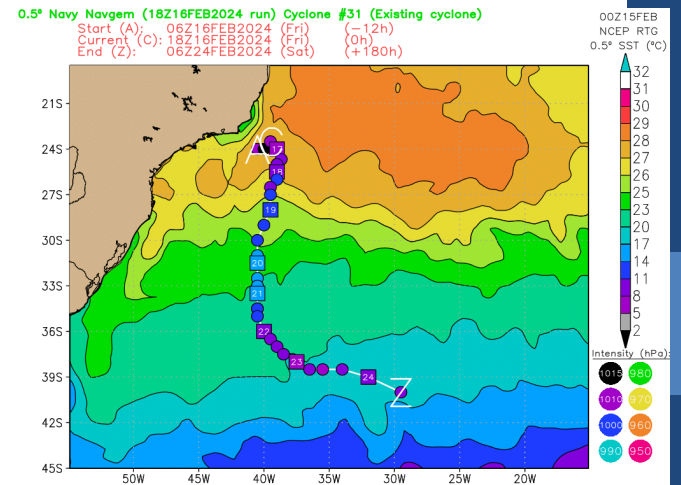 0.5° Navy Navgem (18Z16FEB2024 run) Cyclone #31 (Existing cyclone)
Start (A): 06Z16FEB2024 (Fri) (−12h)
Current (C): 18Z16FEB2024 (Fri) (0h)
End (Z): 06Z24FEB2024 (Sat) (+180h)
00Z15FEB
NCEP RTG
0.5° SST (°C)
32
31
30
29
28
27
26
25
23
20
17
14
11
8
5
2
Intensity (hPa):
1015 980
1010 970
1000 960
990 950
21S
24S
27S
30S
33S
36S
39S
42S
45S
A C
17
18
19
20
21
22
23
24
Z
50W 45W 40W 35W 30W 25W 20W